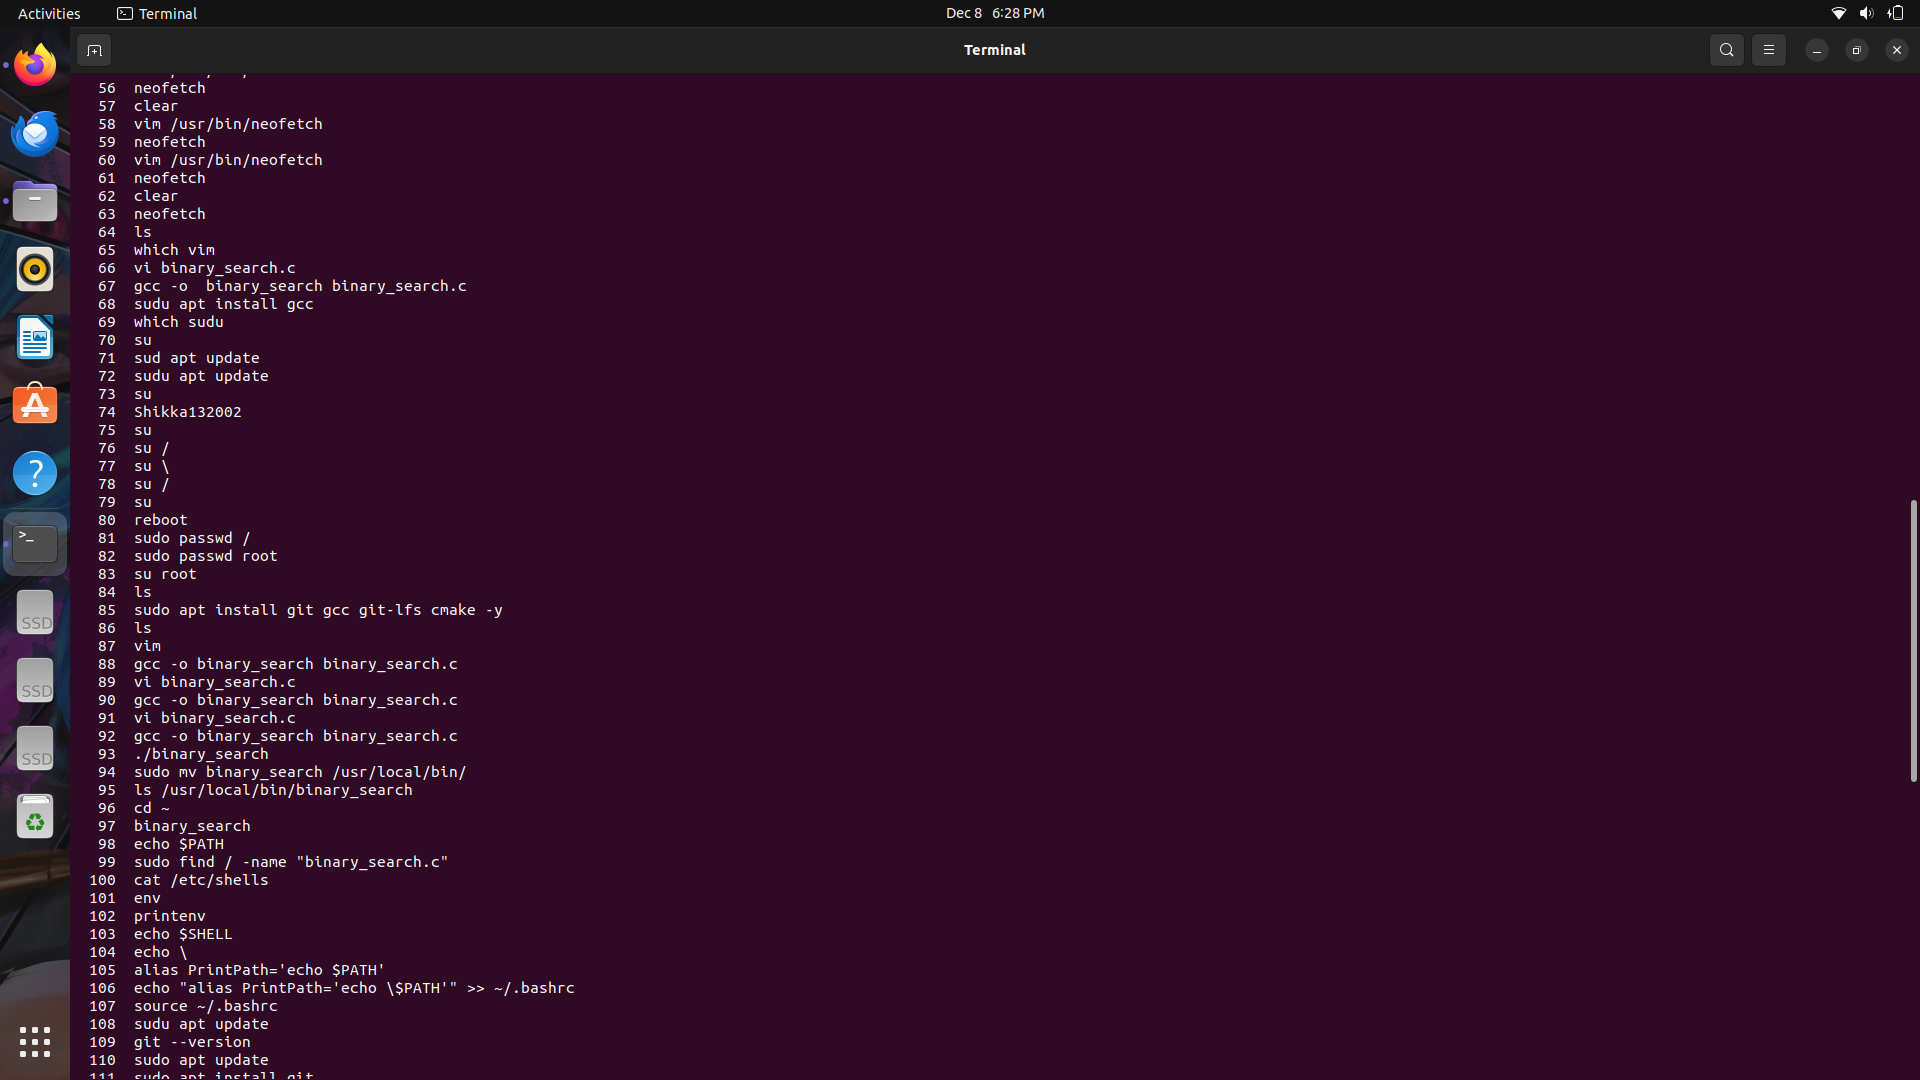 Activities
Terminal
Dec 8 6:28 PM
Terminal
56 neofetch
57 clear
58 vim /usr/bin/neofetch
59 neofetch
60 vim /usr/bin/neofetch
61 neofetch
62 clear
63 neofetch
64 ls
65 which vim
66 vi binary_search.c
67 gcc -o  binary_search binary_search.c
68 sudu apt install gcc
69 which sudu
70 su
71 sud apt update
72 sudu apt update
73 su
74 Shikka132002
75 su
76 su /
77 su \
78 su /
79 su
80 reboot
81 sudo passwd /
82 sudo passwd root
83 su root
84 ls
85 sudo apt install git gcc git-lfs cmake -y
86 ls
87 vim
88 gcc -o binary_search binary_search.c
89 vi binary_search.c
90 gcc -o binary_search binary_search.c
91 vi binary_search.c
92 gcc -o binary_search binary_search.c
93 ./binary_search
94 sudo mv binary_search /usr/local/bin/
95 ls /usr/local/bin/binary_search
96 cd ~
97 binary_search
98 echo $PATH
99 sudo find / -name "binary_search.c"
100 cat /etc/shells
101 env
102 printenv
103 echo $SHELL
104 echo \
105 alias PrintPath='echo $PATH'
106 echo "alias PrintPath='echo \$PATH'" >> ~/.bashrc
107 source ~/.bashrc
108 sudu apt update
109 git --version
110 sudo apt update
111 sudo apt install git
SSD
SSD
SSD